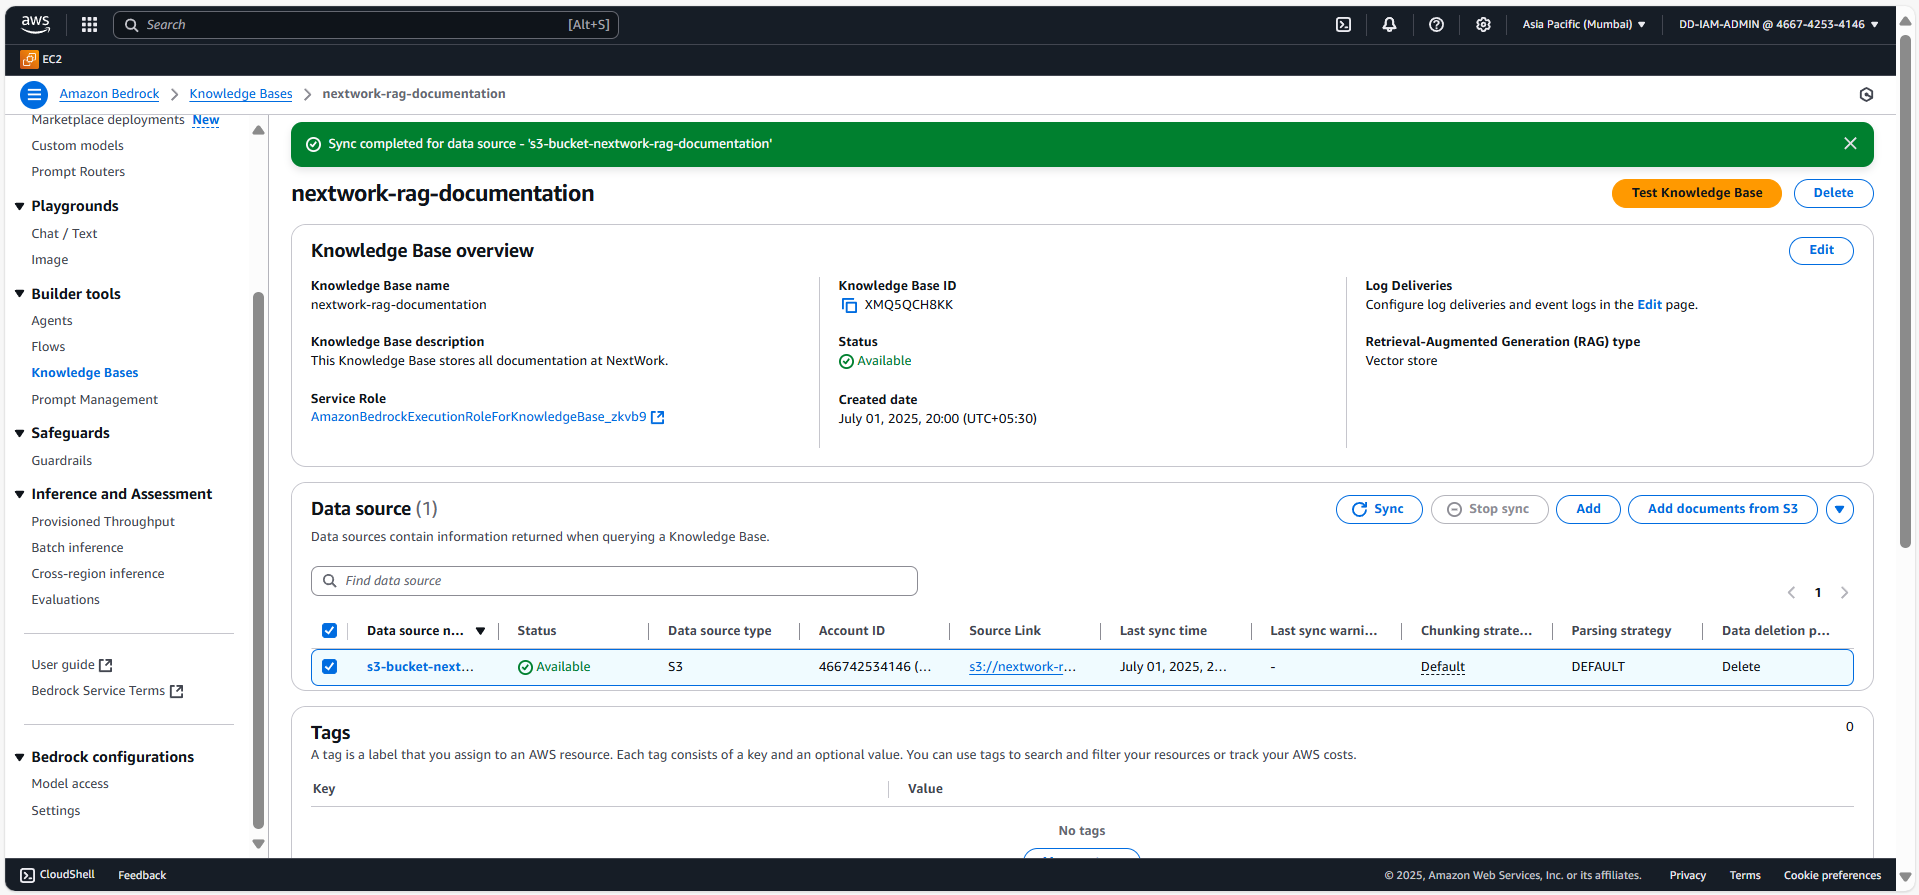 aws
Search [Alt+S]
Asia Pacific (Mumbai) ▼
DD-IAM-ADMIN @ 4667-4253-4146 ▼
EC2
Amazon Bedrock > Knowledge Bases > nextwork-rag-documentation
Marketplace deployments New
Custom models
Prompt Routers
Playgrounds
Chat / Text
Image
Builder tools
Agents
Flows
Knowledge Bases
Prompt Management
Safeguards
Guardrails
Inference and Assessment
Provisioned Throughput
Batch inference
Cross-region inference
Evaluations
User guide
Bedrock Service Terms
Bedrock configurations
Model access
Settings
Sync completed for data source - 's3-bucket-nextwork-rag-documentation'
nextwork-rag-documentation
Test Knowledge Base
Delete
Knowledge Base overview
Edit
Knowledge Base name
nextwork-rag-documentation
Knowledge Base description
This Knowledge Base stores all documentation at NextWork.
Service Role
AmazonBedrockExecutionRoleForKnowledgeBase_zkvb9
Knowledge Base ID
XMQ5QCH8KK
Status
Available
Created date
July 01, 2025, 20:00 (UTC+05:30)
Log Deliveries
Configure log deliveries and event logs in the Edit page.
Retrieval-Augmented Generation (RAG) type
Vector store
Data source (1)
Sync
Stop sync
Add
Add documents from S3
Data sources contain information returned when querying a Knowledge Base.
Find data source
< 1 >
Data source n... ▼ Status Data source type Account ID Source Link Last sync time Last sync warni... Chunking strate... Parsing strategy Data deletion p...
s3-bucket-next... Available S3 466742534146 (... s3://nextwork-r... July 01, 2025, 2... - Default DEFAULT Delete
Tags
0
A tag is a label that you assign to an AWS resource. Each tag consists of a key and an optional value. You can use tags to search and filter your resources or track your AWS costs.
Key Value
No tags
CloudShell Feedback
© 2025, Amazon Web Services, Inc. or its affiliates. Privacy Terms Cookie preferences